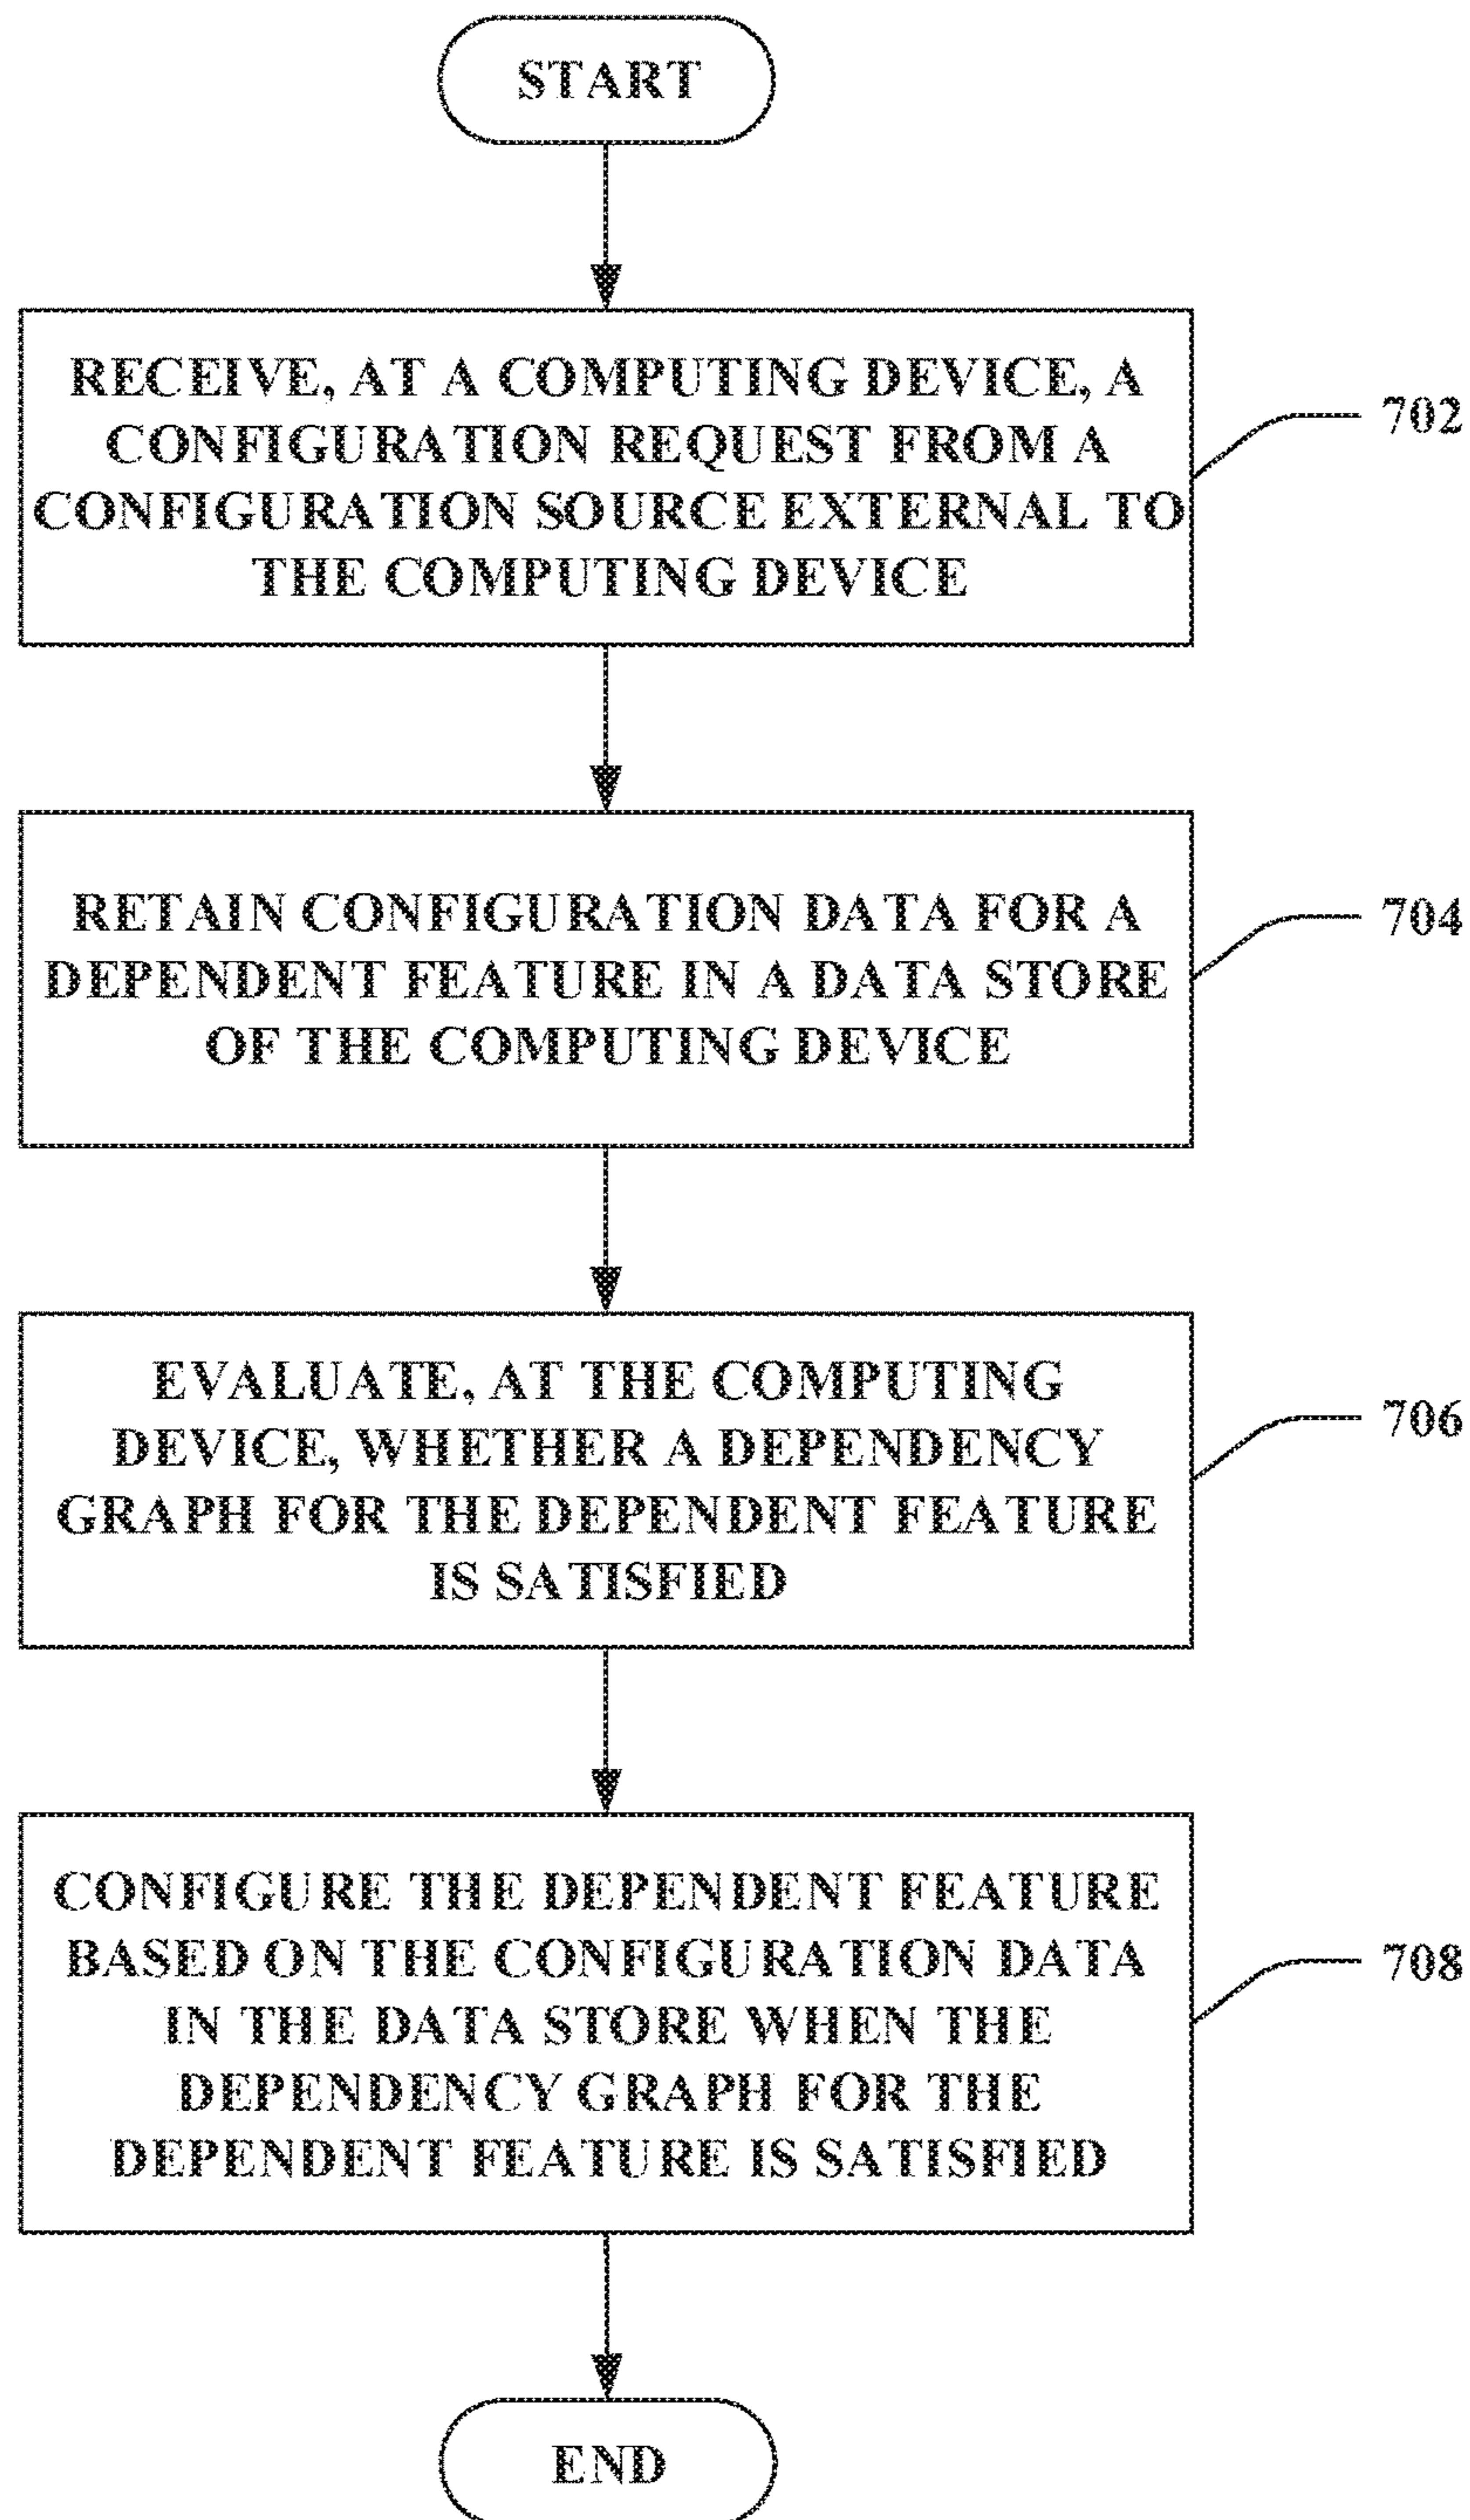 START
RECEIVE, AT A COMPUTING DEVICE, A
CONFIGURATION REQUEST FROM A
CONFIGURATION SOURCE EXTERNAL TO
THE COMPUTING DEVICE
702
RETAIN CONFIGURATION DATA FOR A
DEPENDENT FEATURE IN A DATA STORE
OF THE COMPUTING DEVICE
704
EVALUATE, AT THE COMPUTING
DEVICE, WHETHER A DEPENDENCY
GRAPH FOR THE DEPENDENT FEATURE
IS SATISFIED
706
CONFIGURE THE DEPENDENT FEATURE
BASED ON THE CONFIGURATION DATA
IN THE DATA STORE WHEN THE
DEPENDENCY GRAPH FOR THE
DEPENDENT FEATURE IS SATISFIED
708
END